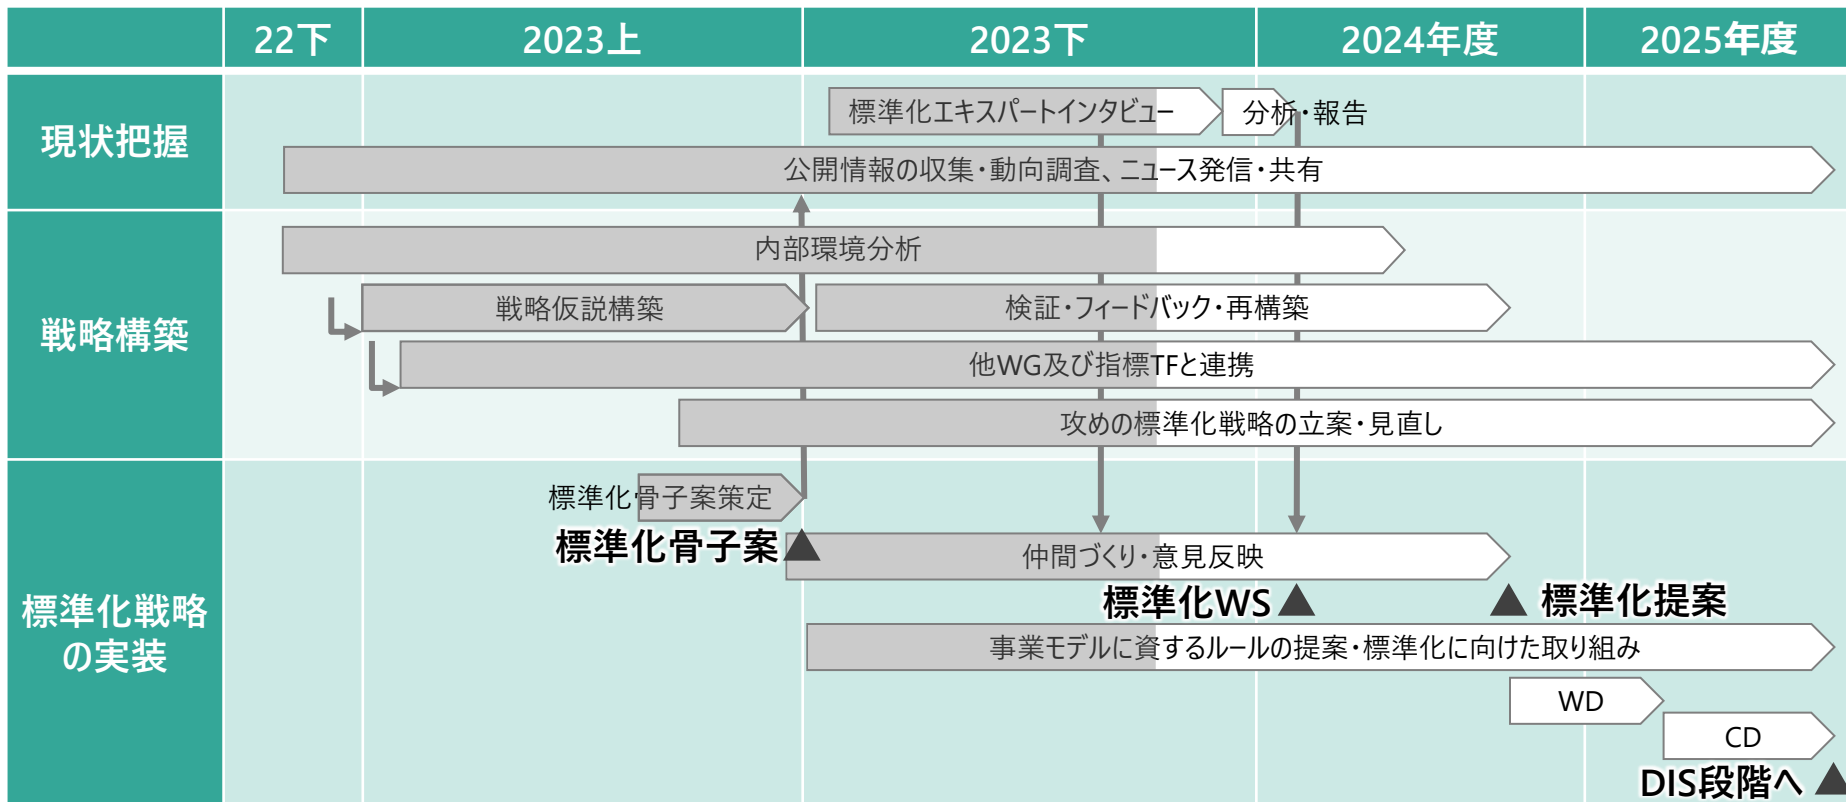 22下
2023上
2023下
2024年度
2025年度
現状把握
標準化エキスパートインタビュー
分析・報告
公開情報の収集・動向調査、ニュース発信・共有
戦略構築
内部環境分析
戦略仮説構築
検証・フィードバック・再構築
他WG及び指標TFと連携
攻めの標準化戦略の立案・見直し
標準化戦略
の実装
標準化骨子案策定
標準化骨子案
仲間づくり・意見反映
標準化WS
標準化提案
事業モデルに資するルールの提案・標準化に向けた取り組み
WD
CD
DIS段階へ